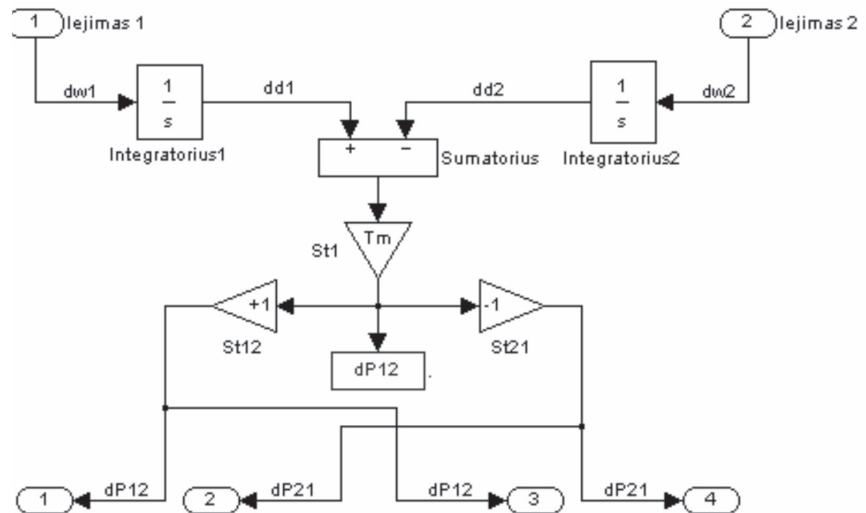 1 Iejimas 1
2 Iejimas 2
dw1
1
s
dd1
dd2
1
s
dw2
+ −
Integratorius1
Sumatorius
Integratorius2
Tm
St1
+1
-1
St12
St21
dP12
dP12
dP21
dP12
dP21
1
2
3
4